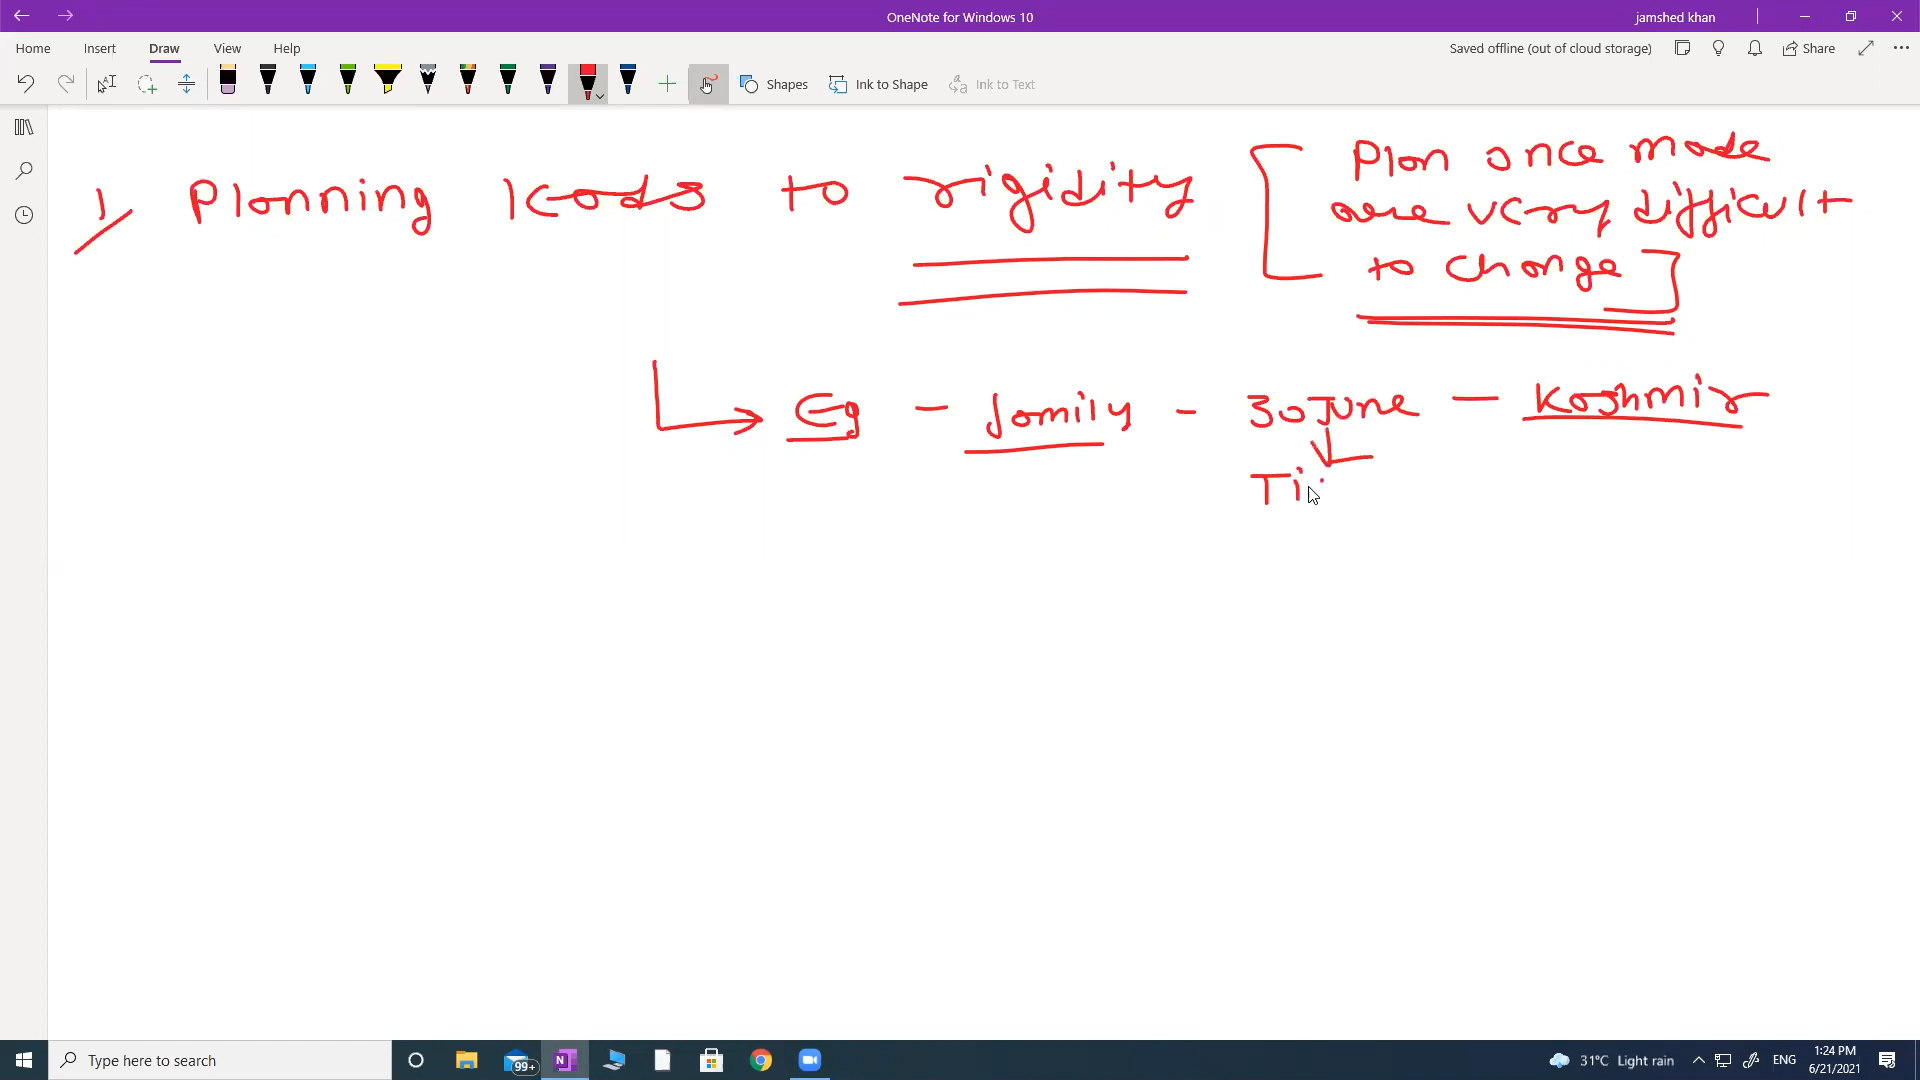 OneNote for Windows 10
jamshed khan
Home Insert Draw View Help
Saved offline (out of cloud storage)
Share
Shapes
Ink to Shape
Ink to Text
1 Planning leads to rigidity
Plan once made
are very difficult
to change
Eg - family - 30 June - Kashmir
Ti
Type here to search
99+
31°C Light rain
ENG
1:24 PM
6/21/2021